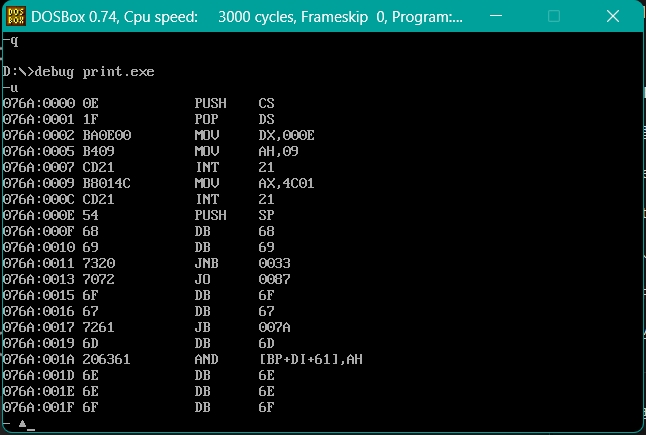 DOSBox 0.74, Cpu speed: 3000 cycles, Frameskip 0, Program:...
-q
D:\>debug print.exe
-u
076A:0000 0E PUSH CS
076A:0001 1F POP DS
076A:0002 BA0E00 MOV DX,000E
076A:0005 B409 MOV AH,09
076A:0007 CD21 INT 21
076A:0009 B8014C MOV AX,4C01
076A:000C CD21 INT 21
076A:000E 54 PUSH SP
076A:000F 68 DB 68
076A:0010 69 DB 69
076A:0011 7320 JNB 0033
076A:0013 7072 JO 0087
076A:0015 6F DB 6F
076A:0016 67 DB 67
076A:0017 7261 JB 007A
076A:0019 6D DB 6D
076A:001A 206361 AND [BP+DI+61],AH
076A:001D 6E DB 6E
076A:001E 6E DB 6E
076A:001F 6F DB 6F
- ▲_